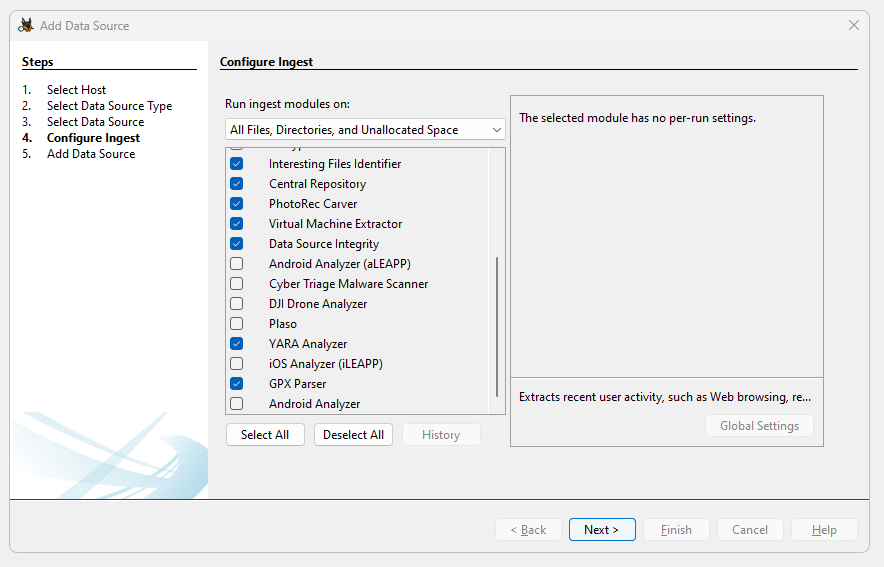 Add Data Source
Steps
1. Select Host
2. Select Data Source Type
3. Select Data Source
4. Configure Ingest
5. Add Data Source
Configure Ingest
Run ingest modules on:
All Files, Directories, and Unallocated Space
Interesting Files Identifier
Central Repository
PhotoRec Carver
Virtual Machine Extractor
Data Source Integrity
Android Analyzer (aLEAPP)
Cyber Triage Malware Scanner
DJI Drone Analyzer
Plaso
YARA Analyzer
iOS Analyzer (iLEAPP)
GPX Parser
Android Analyzer
Select All Deselect All History
The selected module has no per-run settings.
Extracts recent user activity, such as Web browsing, re...
Global Settings
< Back Next > Finish Cancel Help